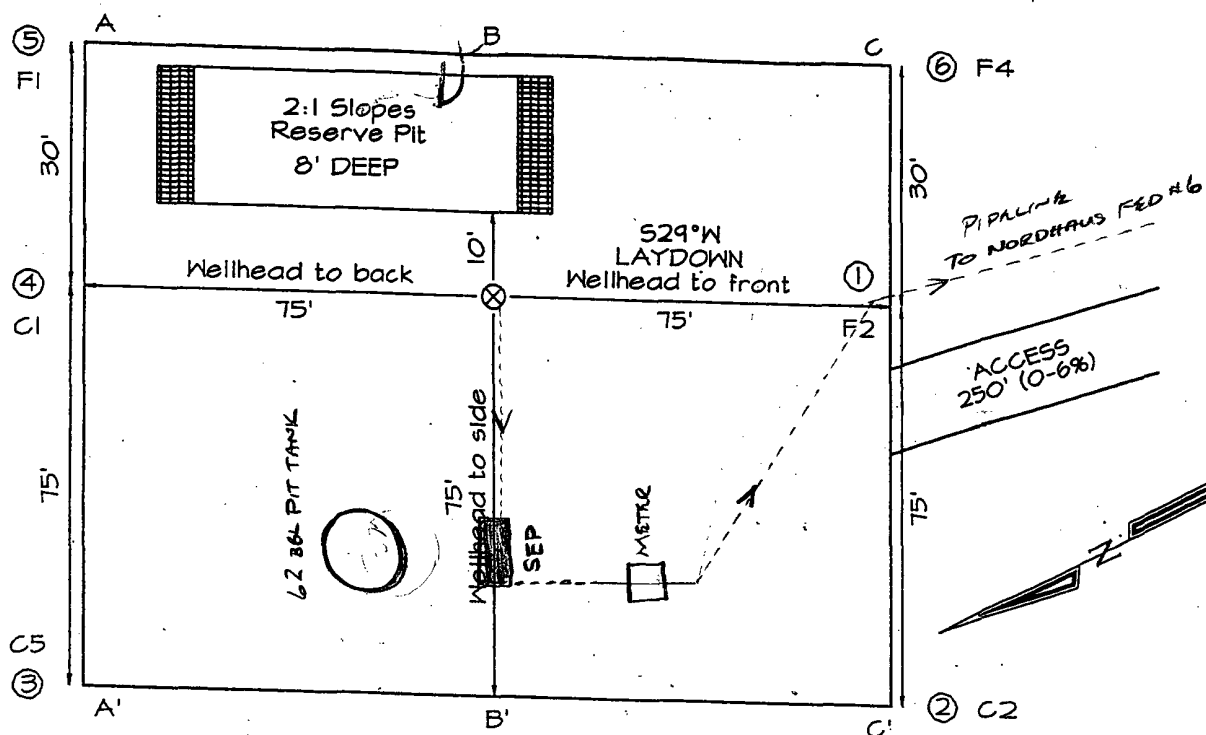 A
B
C
⑤
F1
⑥ F4
2:1 Slopes
Reserve Pit
8' DEEP
30'
30'
PIPELINE
TO NORDHAUS FED #6
10'
S29°W
LAYDOWN
Wellhead to back
Wellhead to front
④
C1
75'
75'
①
F2
ACCESS
250' (0-6%)
75'
62 BBL PIT TANK
Wellhead to side
75'
SEP
METER
75'
N
C5
③
A'
B'
C'
② C2